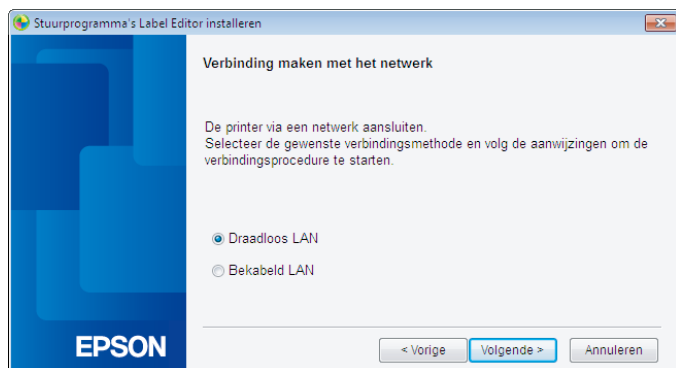 Stuurprogramma's Label Editor installeren
Verbinding maken met het netwerk
De printer via een netwerk aansluiten.
Selecteer de gewenste verbindingsmethode en volg de aanwijzingen om de
verbindingsprocedure te starten.
Draadloos LAN
Bekabeld LAN
EPSON
< Vorige
Volgende >
Annuleren